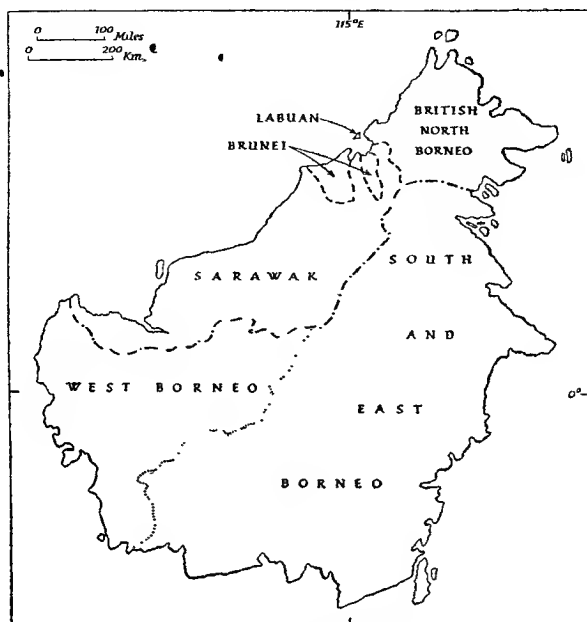 115°E
0 100 Miles
0 200 Km.
LABUAN
BRUNEI
BRITISH
NORTH
BORNEO
SARAWAK
SOUTH
AND
WEST BORNEO
0°
EAST
BORNEO